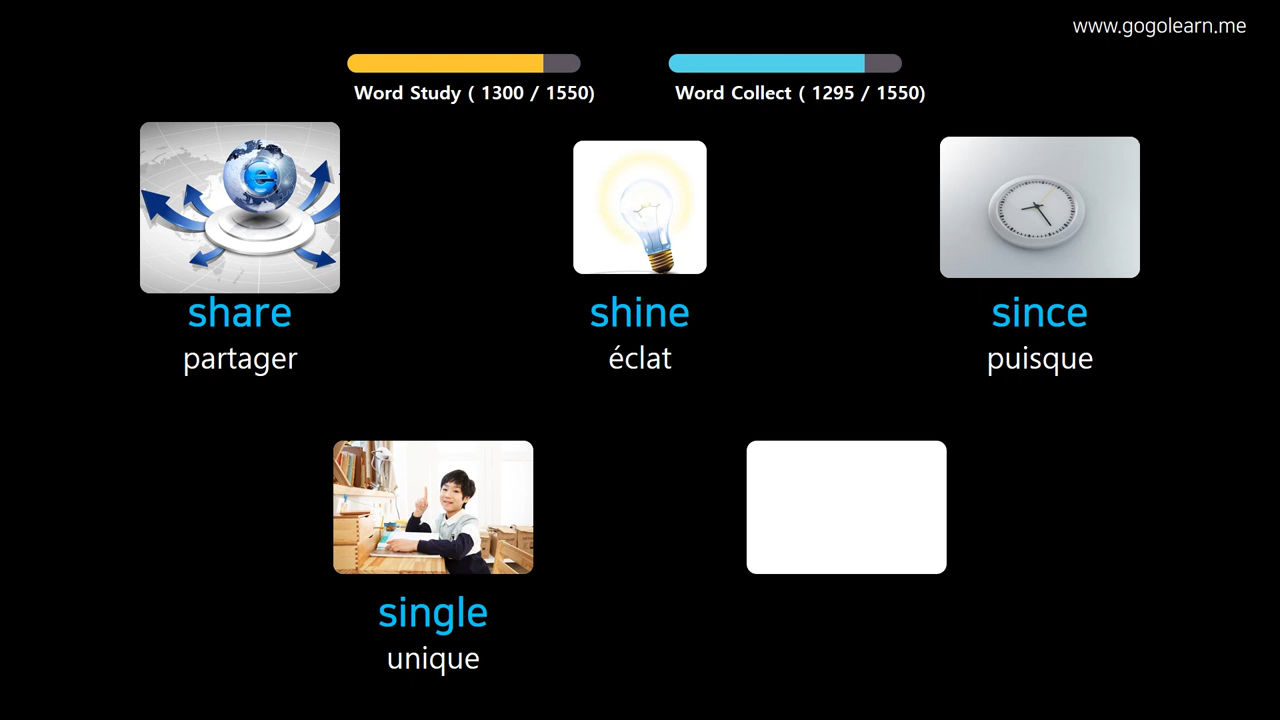 www.gogolearn.me
Word Study ( 1300 / 1550)
Word Collect ( 1295 / 1550)
e
share
partager
shine
éclat
since
puisque
single
unique